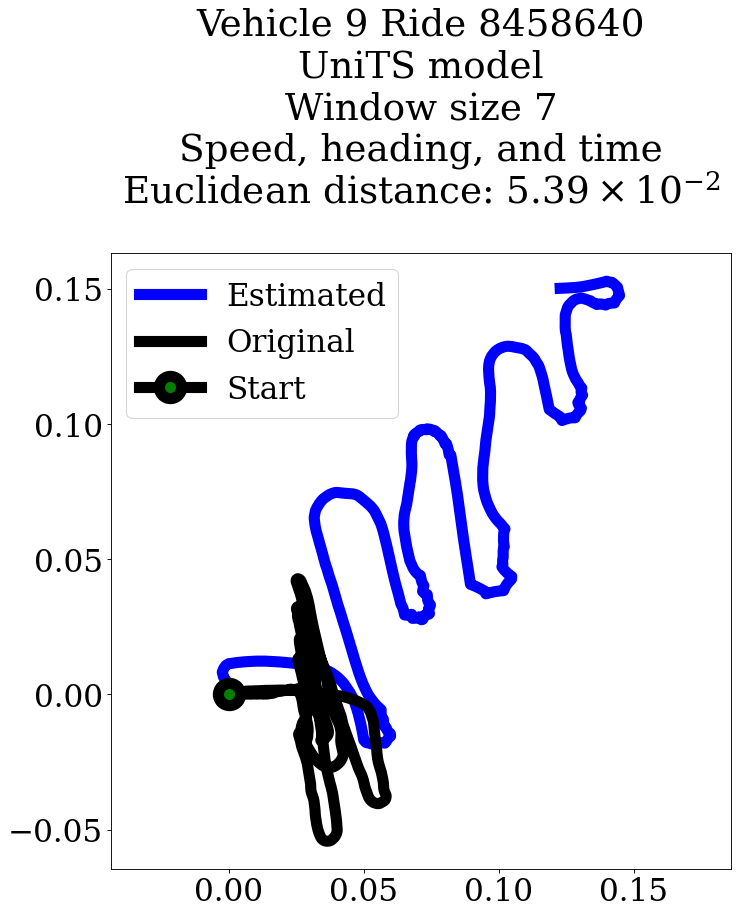 Vehicle 9 Ride 8458640
UniTS model
Window size 7
Speed, heading, and time
Euclidean distance: 5.39 × 10⁻²
0.15
0.10
0.05
0.00
−0.05
Estimated
Original
Start
0.00 0.05 0.10 0.15